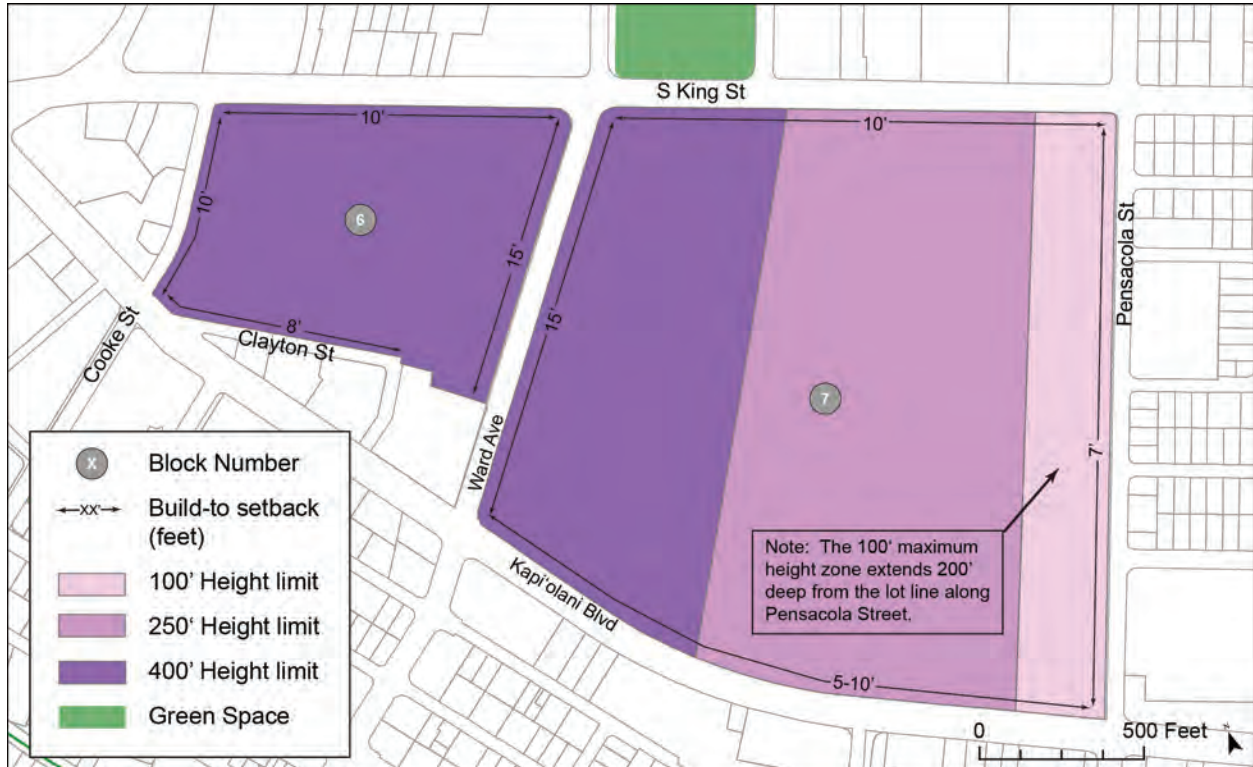 S King St
10'
10'
10'
6
15'
15'
Pensacola St
8'
Clayton St
Cooke St
7
Ward Ave
7'
Kapi‘olani Blvd
Note: The 100' maximum
height zone extends 200'
deep from the lot line along
Pensacola Street.
5-10'
X Block Number
XX' Build-to setback
(feet)
100' Height limit
250‘ Height limit
400' Height limit
Green Space
0 500 Feet